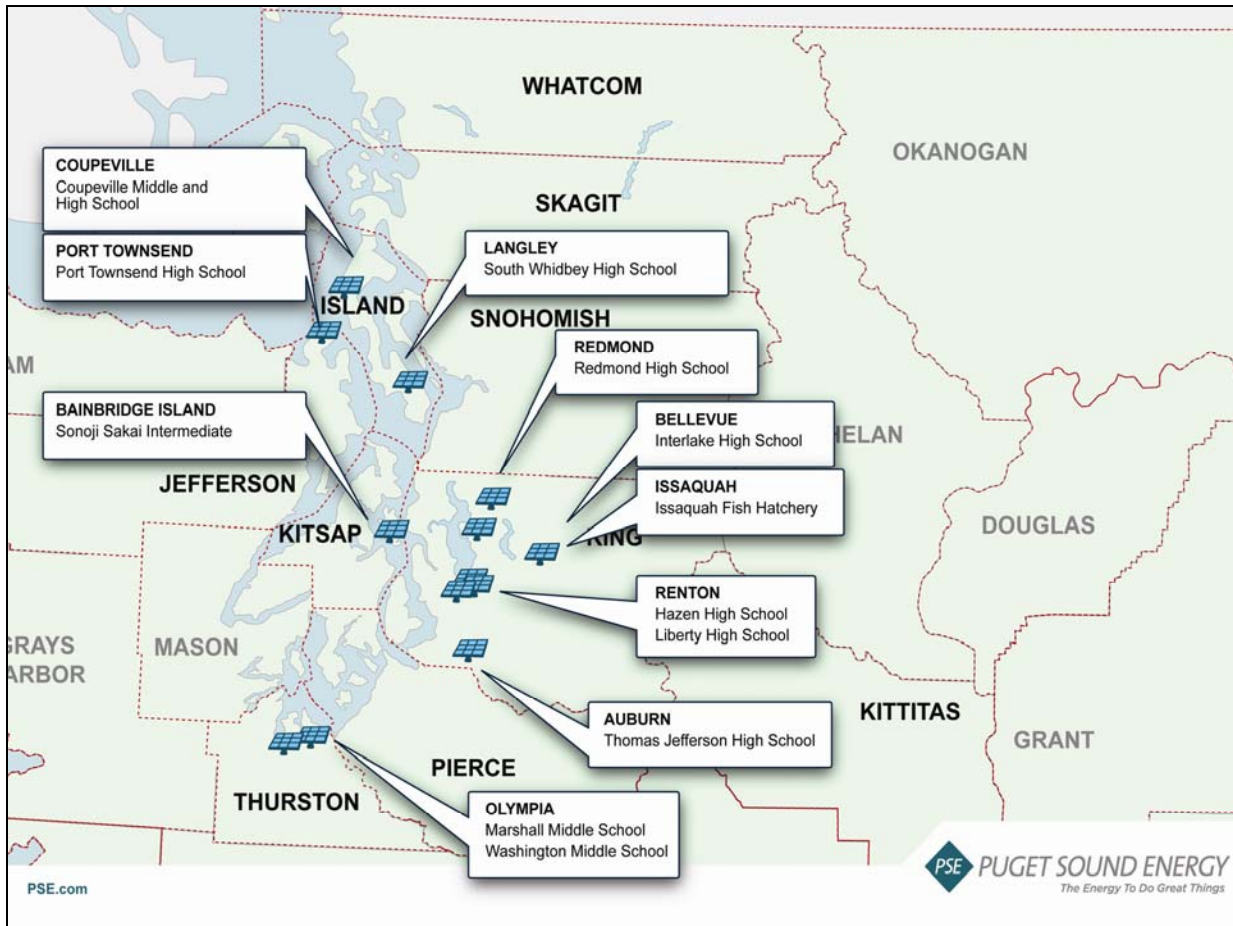 WHATCOM
OKANOGAN
COUPEVILLE
Coupeville Middle and
High School
SKAGIT
PORT TOWNSEND
Port Townsend High School
LANGLEY
South Whidbey High School
ISLAND
SNOHOMISH
REDMOND
Redmond High School
AM
BAINBRIDGE ISLAND
Sonoji Sakai Intermediate
BELLEVUE
Interlake High School
HELAN
JEFFERSON
ISSAQUAH
Issaquah Fish Hatchery
KITSAP
KING
DOUGLAS
RENTON
Hazen High School
Liberty High School
MASON
GRAYS
ARBOR
AUBURN
Thomas Jefferson High School
KITTITAS
GRANT
PIERCE
THURSTON
OLYMPIA
Marshall Middle School
Washington Middle School
PSE.com
PSE PUGET SOUND ENERGY
The Energy To Do Great Things